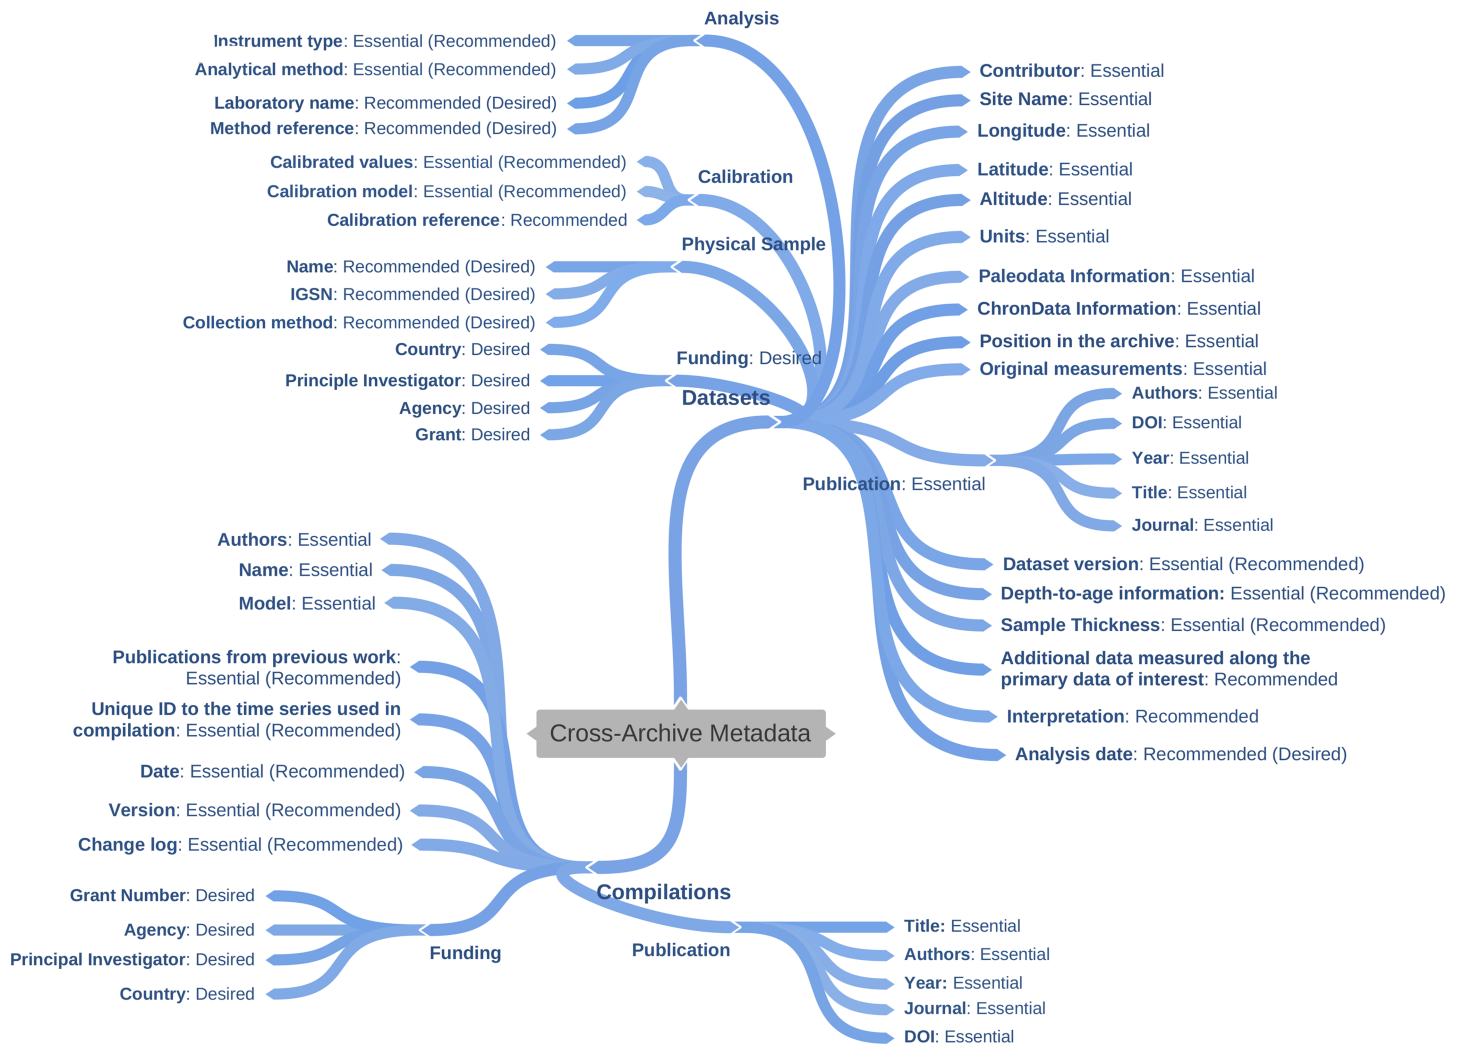 Analysis
Instrument type: Essential (Recommended)
Analytical method: Essential (Recommended)
Laboratory name: Recommended (Desired)
Method reference: Recommended (Desired)
Calibration
Calibrated values: Essential (Recommended)
Calibration model: Essential (Recommended)
Calibration reference: Recommended
Physical Sample
Name: Recommended (Desired)
IGSN: Recommended (Desired)
Collection method: Recommended (Desired)
Funding: Desired
Country: Desired
Principle Investigator: Desired
Agency: Desired
Grant: Desired
Datasets
Contributor: Essential
Site Name: Essential
Longitude: Essential
Latitude: Essential
Altitude: Essential
Units: Essential
Paleodata Information: Essential
ChronData Information: Essential
Position in the archive: Essential
Original measurements: Essential
Publication: Essential
Authors: Essential
DOI: Essential
Year: Essential
Title: Essential
Journal: Essential
Dataset version: Essential (Recommended)
Depth-to-age information: Essential (Recommended)
Sample Thickness: Essential (Recommended)
Additional data measured along the
primary data of interest: Recommended
Interpretation: Recommended
Analysis date: Recommended (Desired)
Cross-Archive Metadata
Authors: Essential
Name: Essential
Model: Essential
Publications from previous work:
Essential (Recommended)
Unique ID to the time series used in
compilation: Essential (Recommended)
Date: Essential (Recommended)
Version: Essential (Recommended)
Change log: Essential (Recommended)
Compilations
Grant Number: Desired
Agency: Desired
Principal Investigator: Desired
Country: Desired
Funding
Publication
Title: Essential
Authors: Essential
Year: Essential
Journal: Essential
DOI: Essential